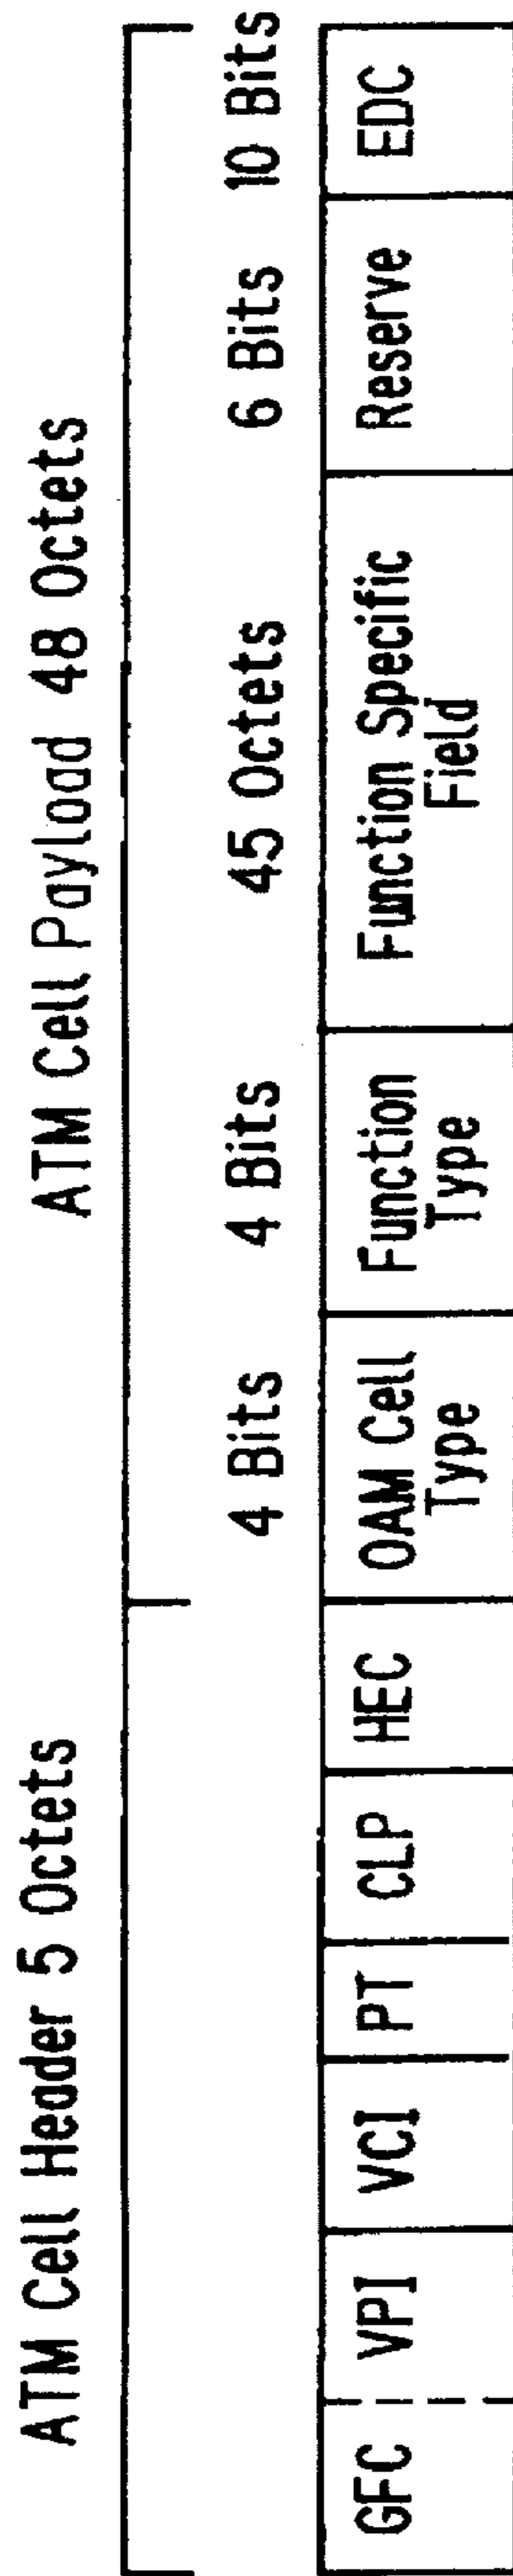 ATM Cell Header 5 Octets
ATM Cell Payload 48 Octets
4 Bits
4 Bits
45 Octets
6 Bits
10 Bits
GFC
VPI
VCI
PT
CLP
HEC
OAM Cell
Type
Function
Type
Function Specific
Field
Reserve
EDC